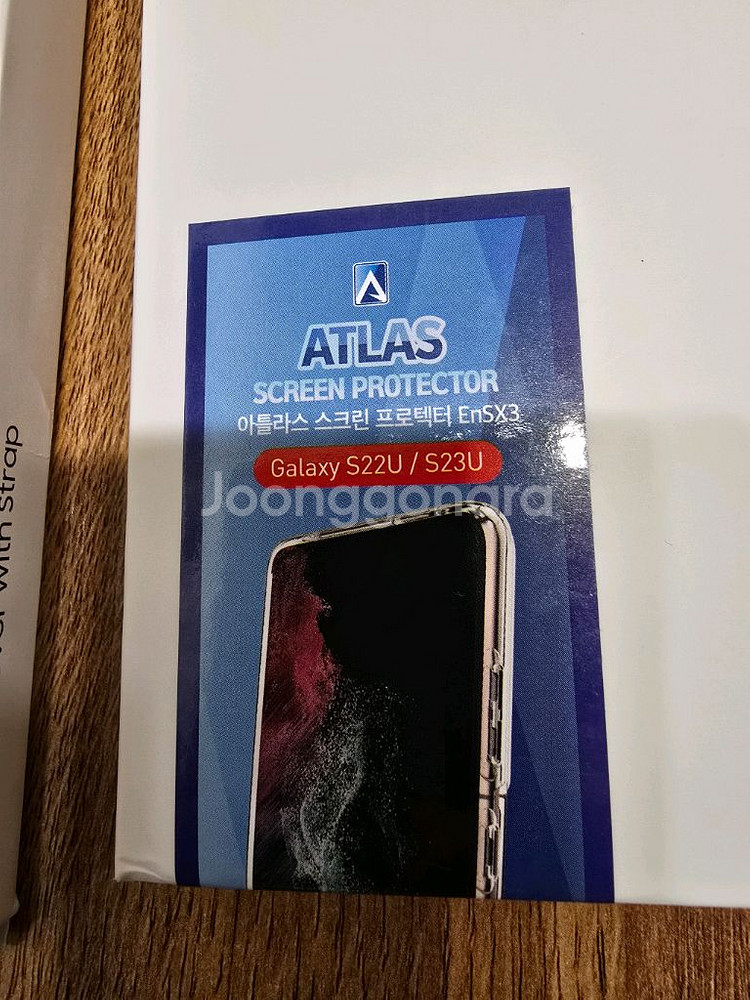 ATLAS
SCREEN PROTECTOR
아틀라스 스크린 프로텍터 EnSX3
Galaxy S22U / S23U
Joonggonara
with strap